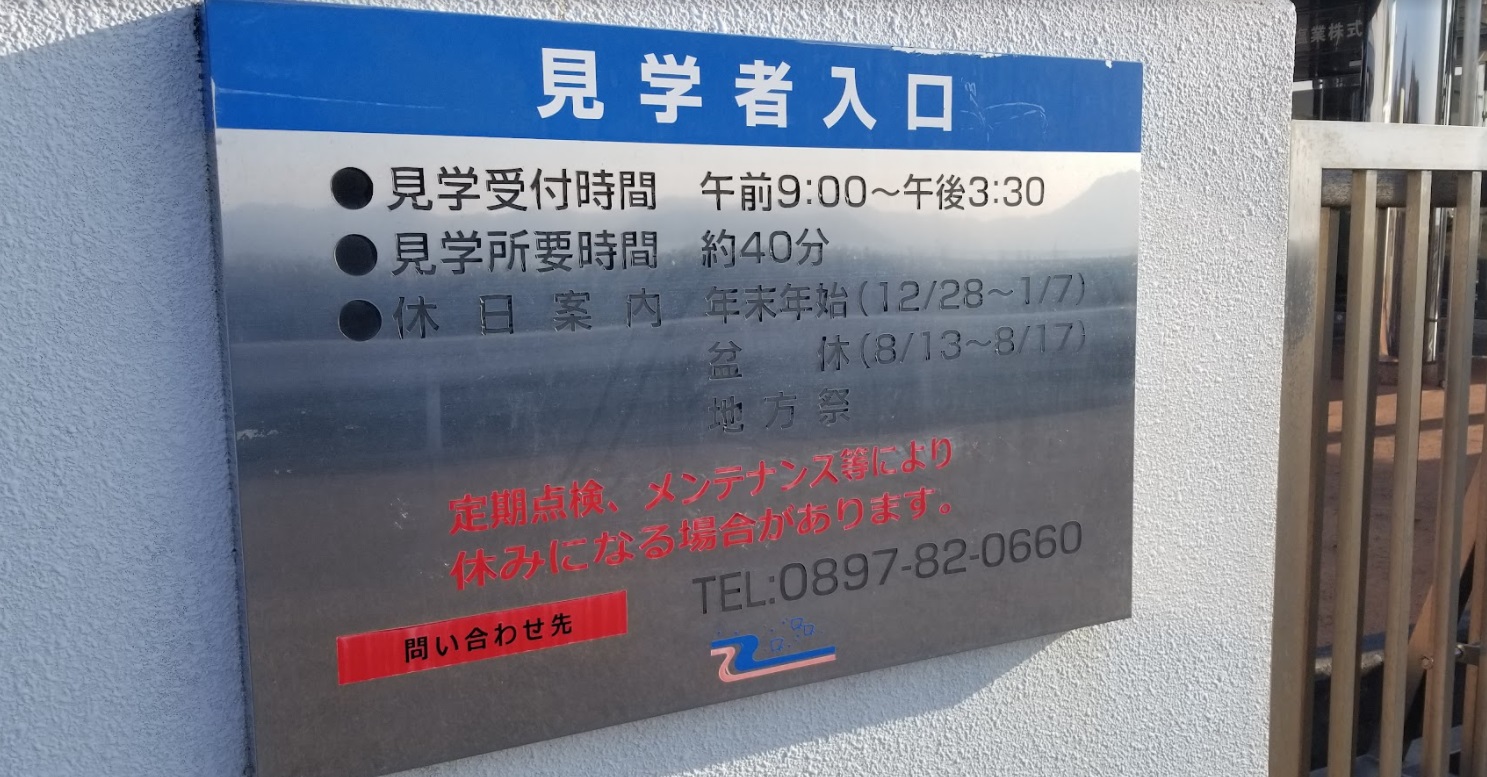 見学者入口
●見学受付時間 午前9:00～午後3:30
●見学所要時間 約40分
●休日案内 年末年始(12/28～1/7)
盆 休(8/13～8/17)
地方祭
定期点検、メンテナンス等により
休みになる場合があります。
問い合わせ先 TEL:0897-82-0660
業株式